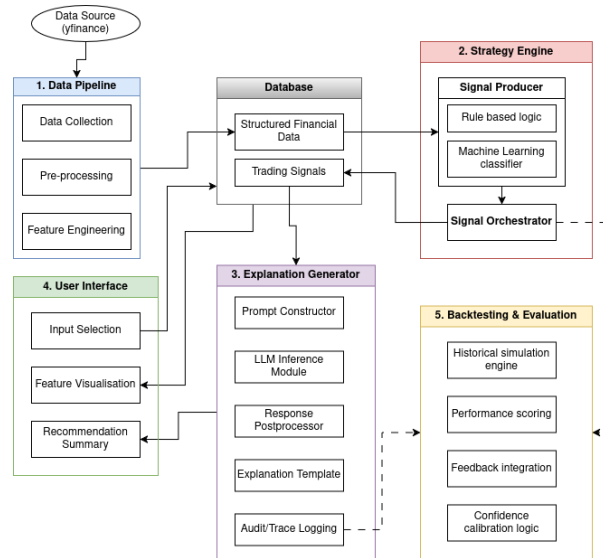 Data Source
(yfinance)
1. Data Pipeline
Data Collection
Pre-processing
Feature Engineering
Database
Structured Financial
Data
Trading Signals
2. Strategy Engine
Signal Producer
Rule based logic
Machine Learning
classifier
Signal Orchestrator
4. User Interface
Input Selection
Feature Visualisation
Recommendation
Summary
3. Explanation Generator
Prompt Constructor
LLM Inference
Module
Response
Postprocessor
Explanation Template
Audit/Trace Logging
5. Backtesting & Evaluation
Historical simulation
engine
Performance scoring
Feedback integration
Confidence
calibration logic